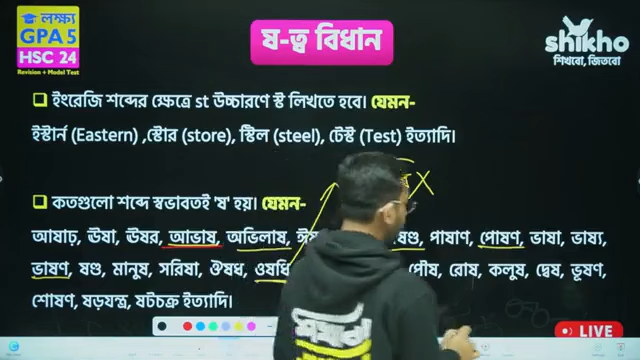 লক্ষ্য
GPA 5
HSC 24
Revision + Model Test
ষ-ত্ব বিধান
shikho
শিখবো, জিতবো
ইংরেজি শব্দের ক্ষেত্রে st উচ্চারণে স্ট লিখতে হবে। যেমন-
ইস্টার্ন (Eastern) ,স্টোর (store), স্টিল (steel), টেস্ট (Test) ইত্যাদি।
কতগুলো শব্দে স্বভাবতই 'ষ' হয়। যেমন-
আষাঢ়, ঊষা, ঊষর, আভাষ, অভিলাষ, পাষাণ, পোষণ, ভাষা, ভাষ্য,
ভাষণ, ষণ্ড, মানুষ, সরিষা, ঔষধ, ওষধি পৌষ, রোষ, কলুষ, দ্বেষ, ভূষণ,
শোষণ, ষড়যন্ত্র, ষটচক্র ইত্যাদি।
LIVE